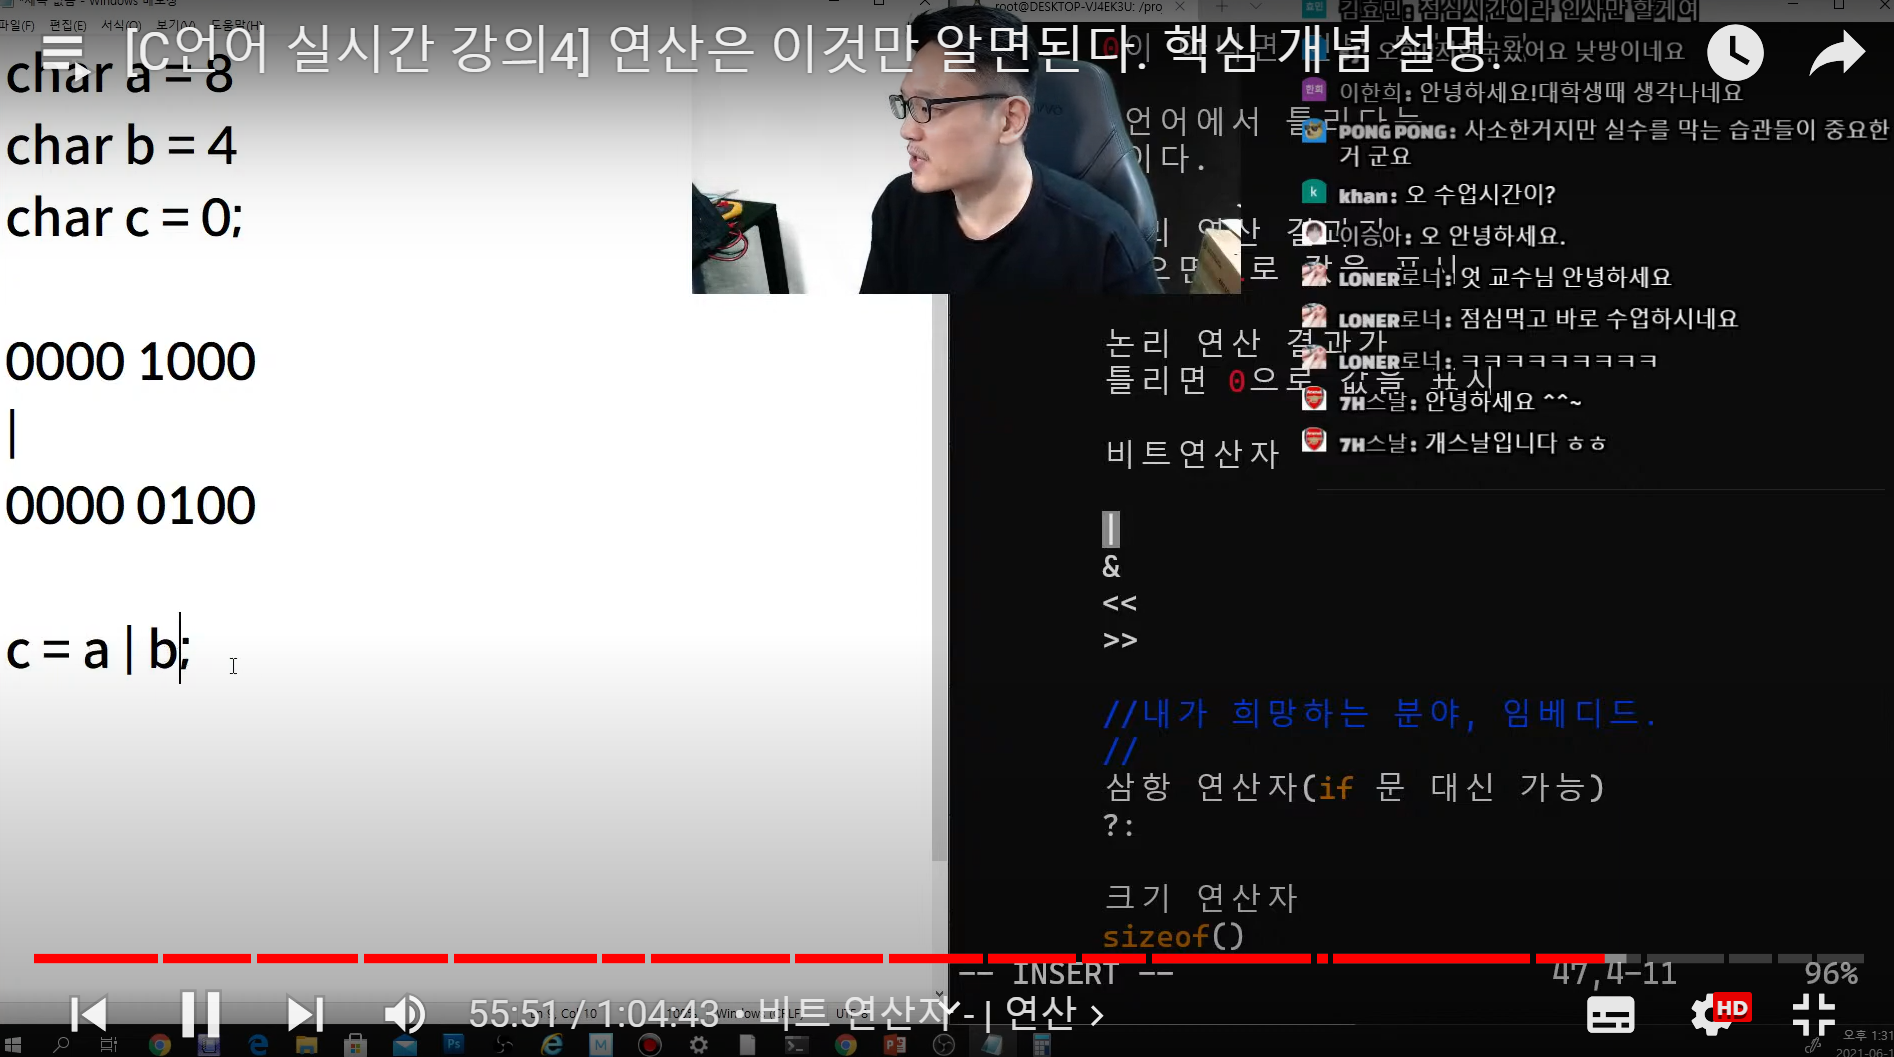 파일(F) 편집(E) 서식(O) 보기(V) 도움말(H)
root@DESKTOP-VJ4EK3U: /pro
[C언어 실시간 강의4] 연산은 이것만 알면된다. 핵심 개념 설명.
char a = 8
char b = 4
char c = 0;
0000 1000
|
0000 0100
c = a | b;
언어에서 틀리다는
이다.
논리 연산 결과가
틀리면 0으로 값을 표시
비트연산자
|
&
<<
>>
//내가 희망하는 분야, 임베디드.
//
삼항 연산자(if 문 대신 가능)
?:
크기 연산자
sizeof()
-- INSERT --
47,4-11
96%
김효민: 점심시간이라 인사만 할게여
이한희: 안녕하세요!대학생때 생각나네요
PONG PONG: 사소한거지만 실수를 막는 습관들이 중요한
거 군요
khan: 오 수업시간이?
이승아: 오 안녕하세요.
LONER로너: 엇 교수님 안녕하세요
LONER로너: 점심먹고 바로 수업하시네요
LONER로너: ㅋㅋㅋㅋㅋㅋㅋㅋㅋ
7H스날: 안녕하세요 ^^~
7H스날: 개스날입니다 ㅎㅎ
55:51 / 1:04:43 · 비트 연산자 - | 연산 >
HD
오후 1:31